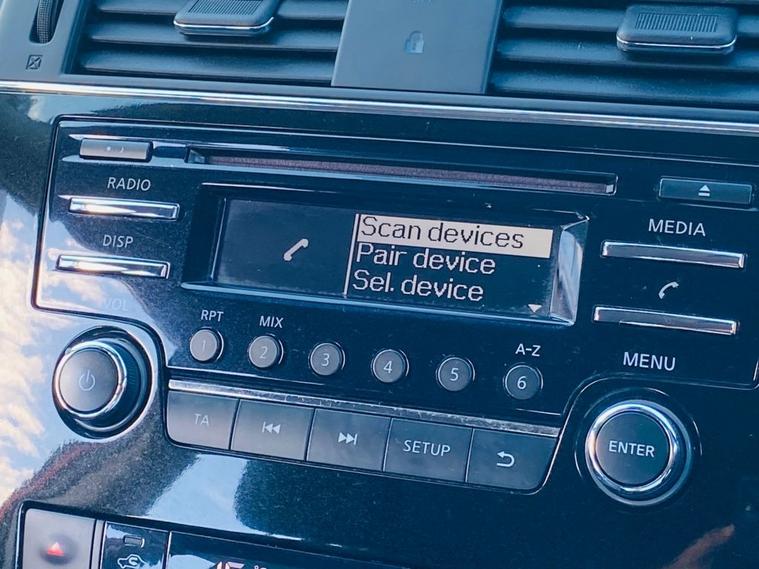 RADIO
DISP
VOL
Scan devices
Pair device
Sel. device
MEDIA
MENU
RPT
MIX
A-Z
1
2
3
4
5
6
TA
SETUP
ENTER